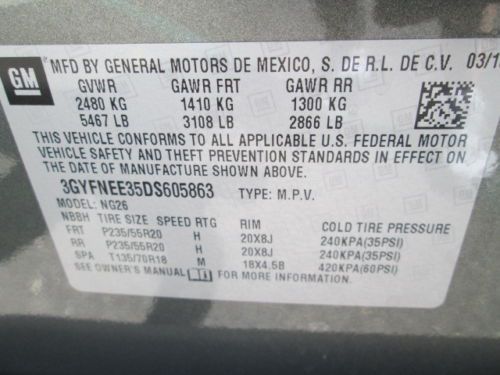 GM
MFD BY GENERAL MOTORS DE MEXICO, S. DE R.L. DE C.V. 03/1
GVWR GAWR FRT GAWR RR
2480 KG 1410 KG 1300 KG
5467 LB 3108 LB 2866 LB
THIS VEHICLE CONFORMS TO ALL APPLICABLE U.S. FEDERAL MOTOR
VEHICLE SAFETY AND THEFT PREVENTION STANDARDS IN EFFECT ON
THE DATE OF MANUFACTURE SHOWN ABOVE.
3GYFNEE35DS605863 TYPE: M.P.V.
MODEL: NG26
NBBH TIRE SIZE SPEED RTG RIM COLD TIRE PRESSURE
FRT P235/55R20 H 20X8J 240KPA(35PSI)
RR P235/55R20 H 20X8J 240KPA(35PSI)
SPA T135/70R18 M 18X4.5B 420KPA(60PSI)
SEE OWNER'S MANUAL FOR MORE INFORMATION.